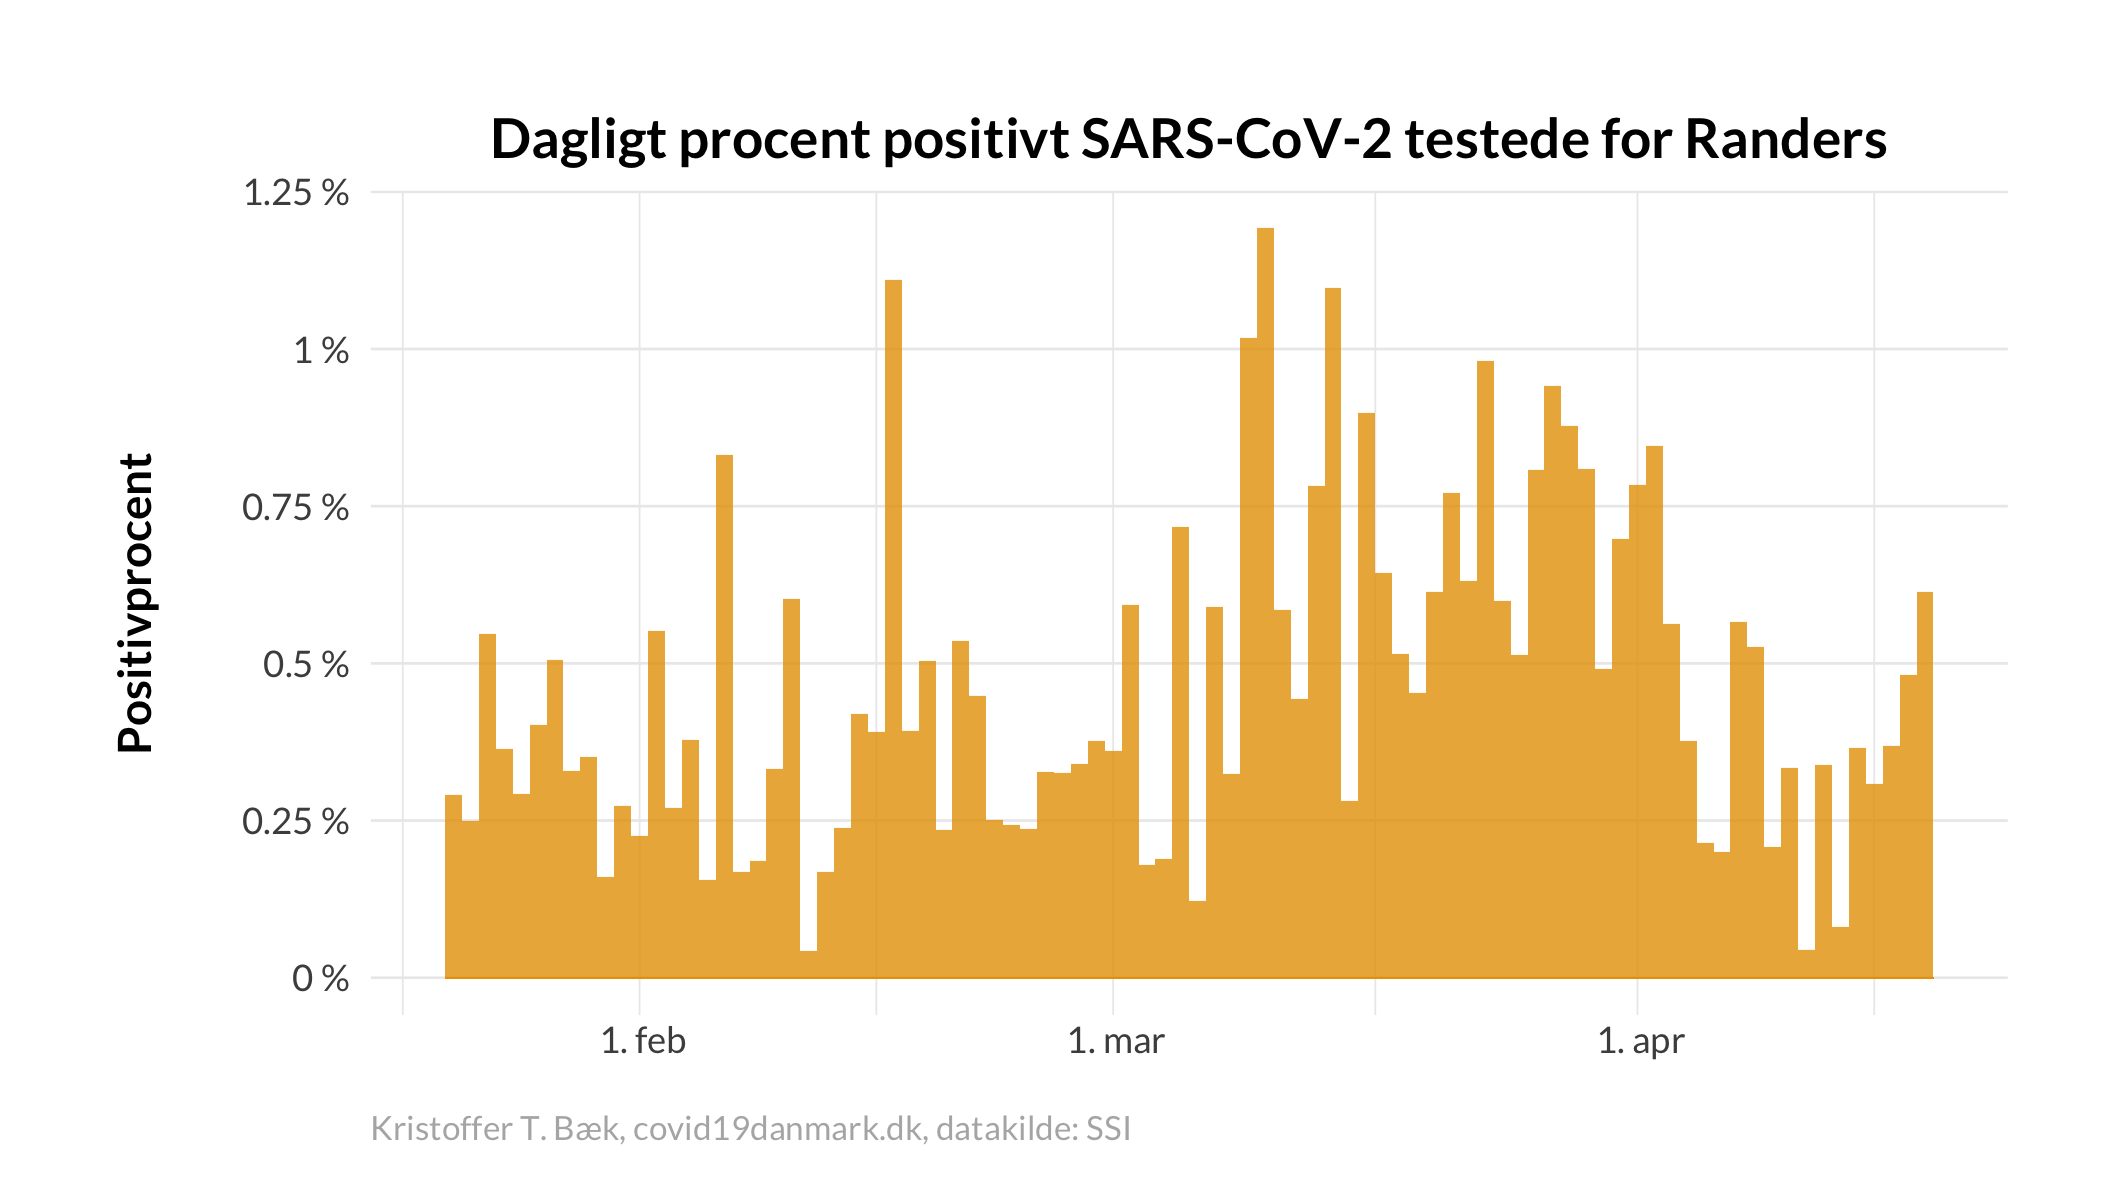 Dagligt procent positivt SARS-CoV-2 testede for Randers
1.25 %
1 %
0.75 %
0.5 %
0.25 %
0 %
Positivprocent
1. feb
1. mar
1. apr
Kristoffer T. Bæk, covid19danmark.dk, datakilde: SSI